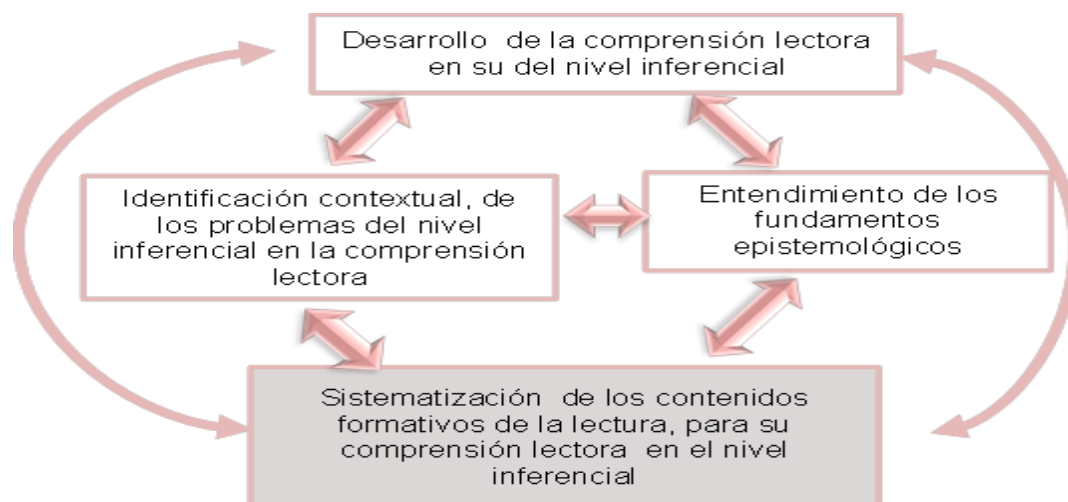 Desarrollo de la comprensión lectora
en su del nivel inferencial
Identificación contextual, de
los problemas del nivel
inferencial en la comprensión
lectora
Entendimiento de los
fundamentos
epistemológicos
Sistematización de los contenidos
formativos de la lectura, para su
comprensión lectora en el nivel
inferencial